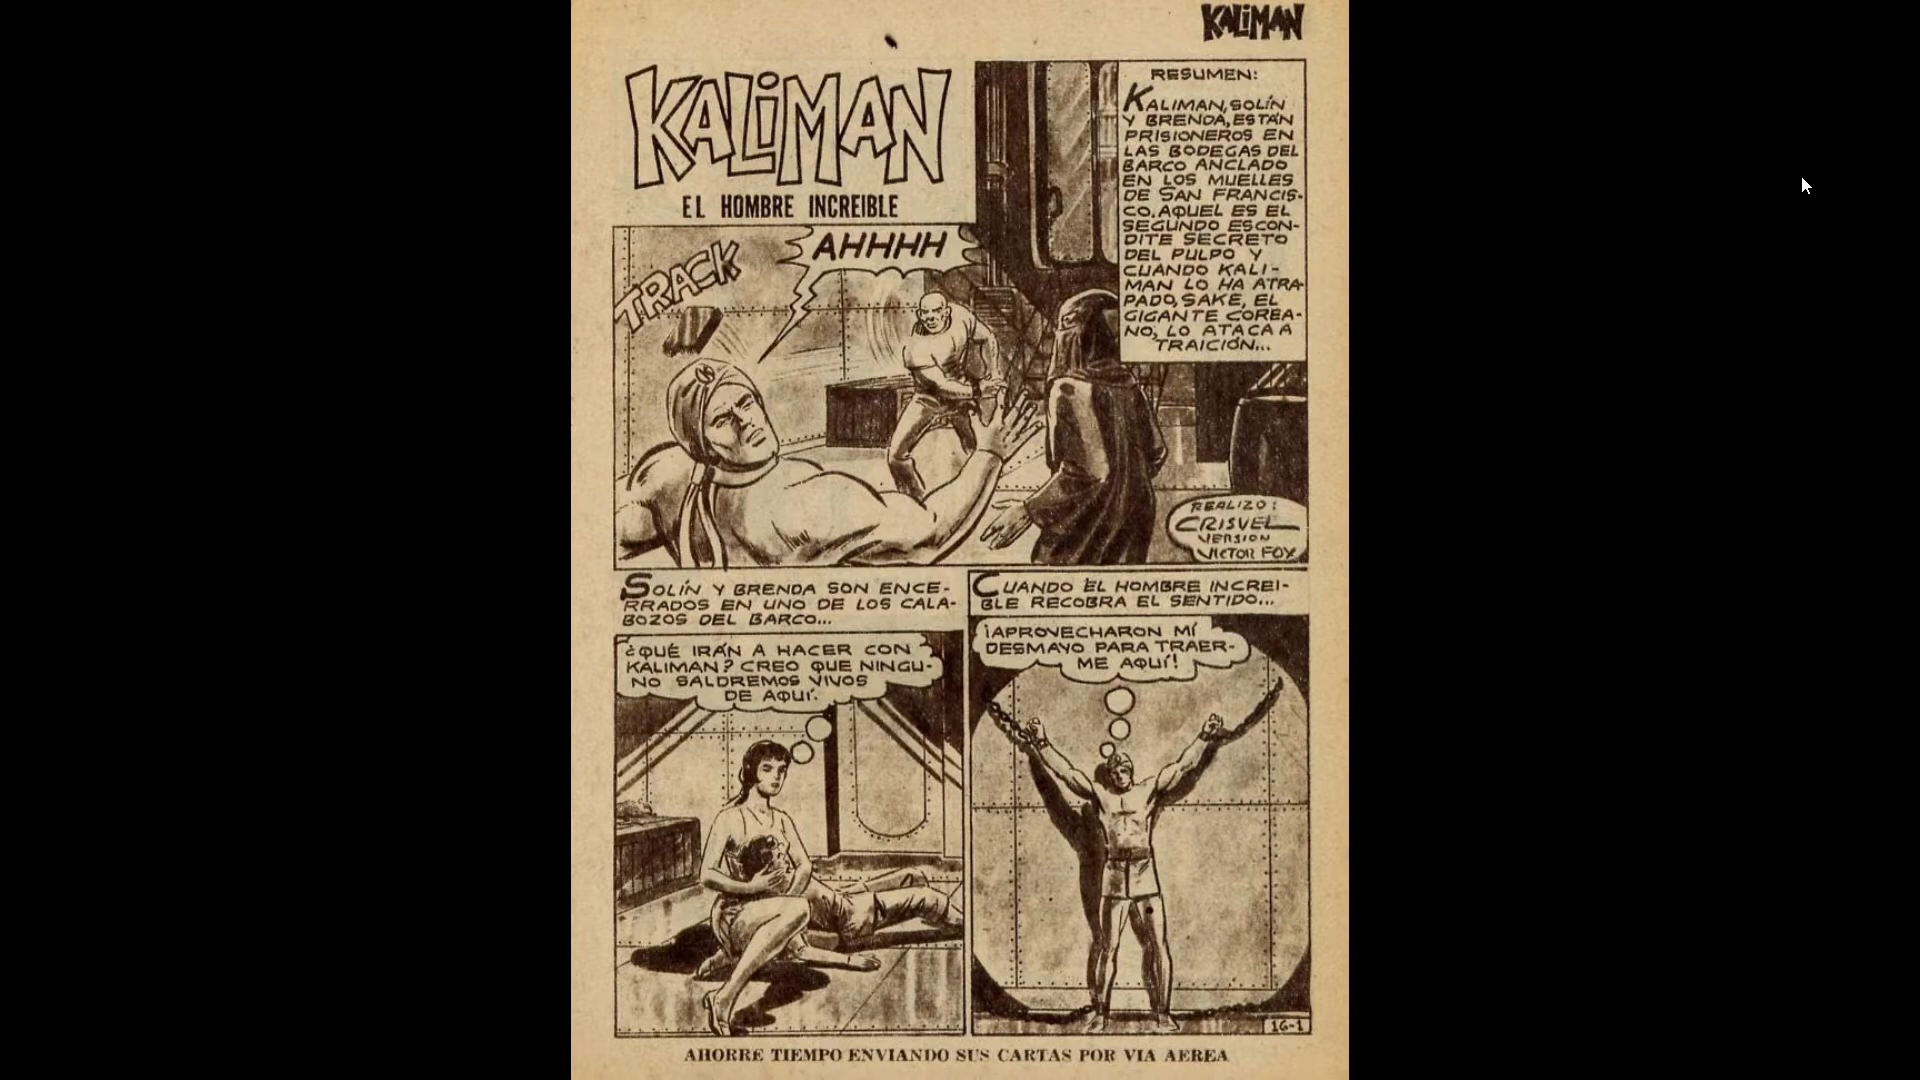 KALIMAN
KALIMAN
EL HOMBRE INCREIBLE
RESUMEN:
KALIMAN, SOLÍN
Y BRENDA, ESTÁN
PRISIONEROS EN
LAS BODEGAS DEL
BARCO ANCLADO
EN LOS MUELLES
DE SAN FRANCIS-
CO. AQUEL ES EL
SEGUNDO ESCON-
DITE SECRETO
DEL PULPO Y
CUANDO KALI-
MAN LO HA ATRA-
PADO, SAKE, EL
GIGANTE COREA-
NO, LO ATACA A
TRAICIÓN...
TRACK
AHHHH
REALIZO:
CRISVEL
VERSION
VICTOR FOX
SOLÍN Y BRENDA SON ENCE-
RRADOS EN UNO DE LOS CALA-
BOZOS DEL BARCO...
¿QUÉ IRÁN A HACER CON
KALIMAN? CREO QUE NINGU-
NO SALDREMOS VIVOS
DE AQUÍ.
CUANDO EL HOMBRE INCREI-
BLE RECOBRA EL SENTIDO...
¡APROVECHARON MÍ
DESMAYO PARA TRAER-
ME AQUÍ!
16-1
AHORRE TIEMPO ENVIANDO SUS CARTAS POR VIA AEREA